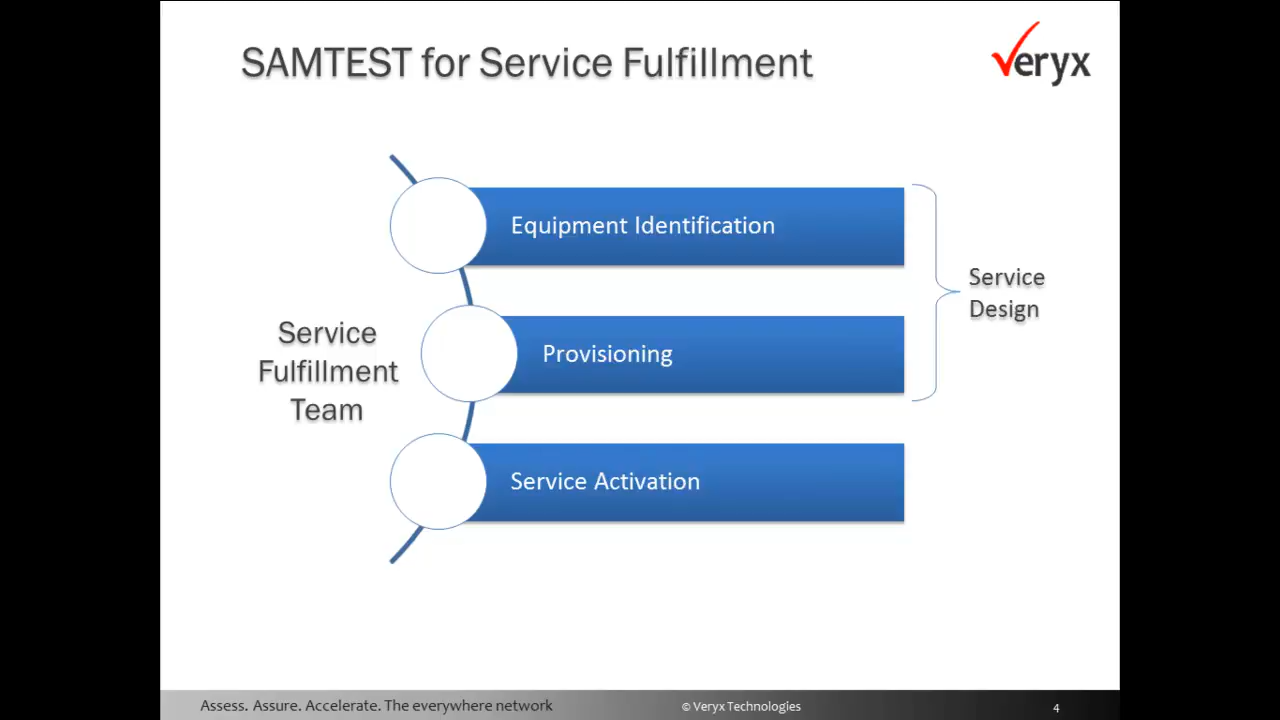 SAMTEST for Service Fulfillment
Veryx
Equipment Identification
Service
Design
Provisioning
Service
Fulfillment
Team
Service Activation
Assess. Assure. Accelerate. The everywhere network
© Veryx Technologies
4